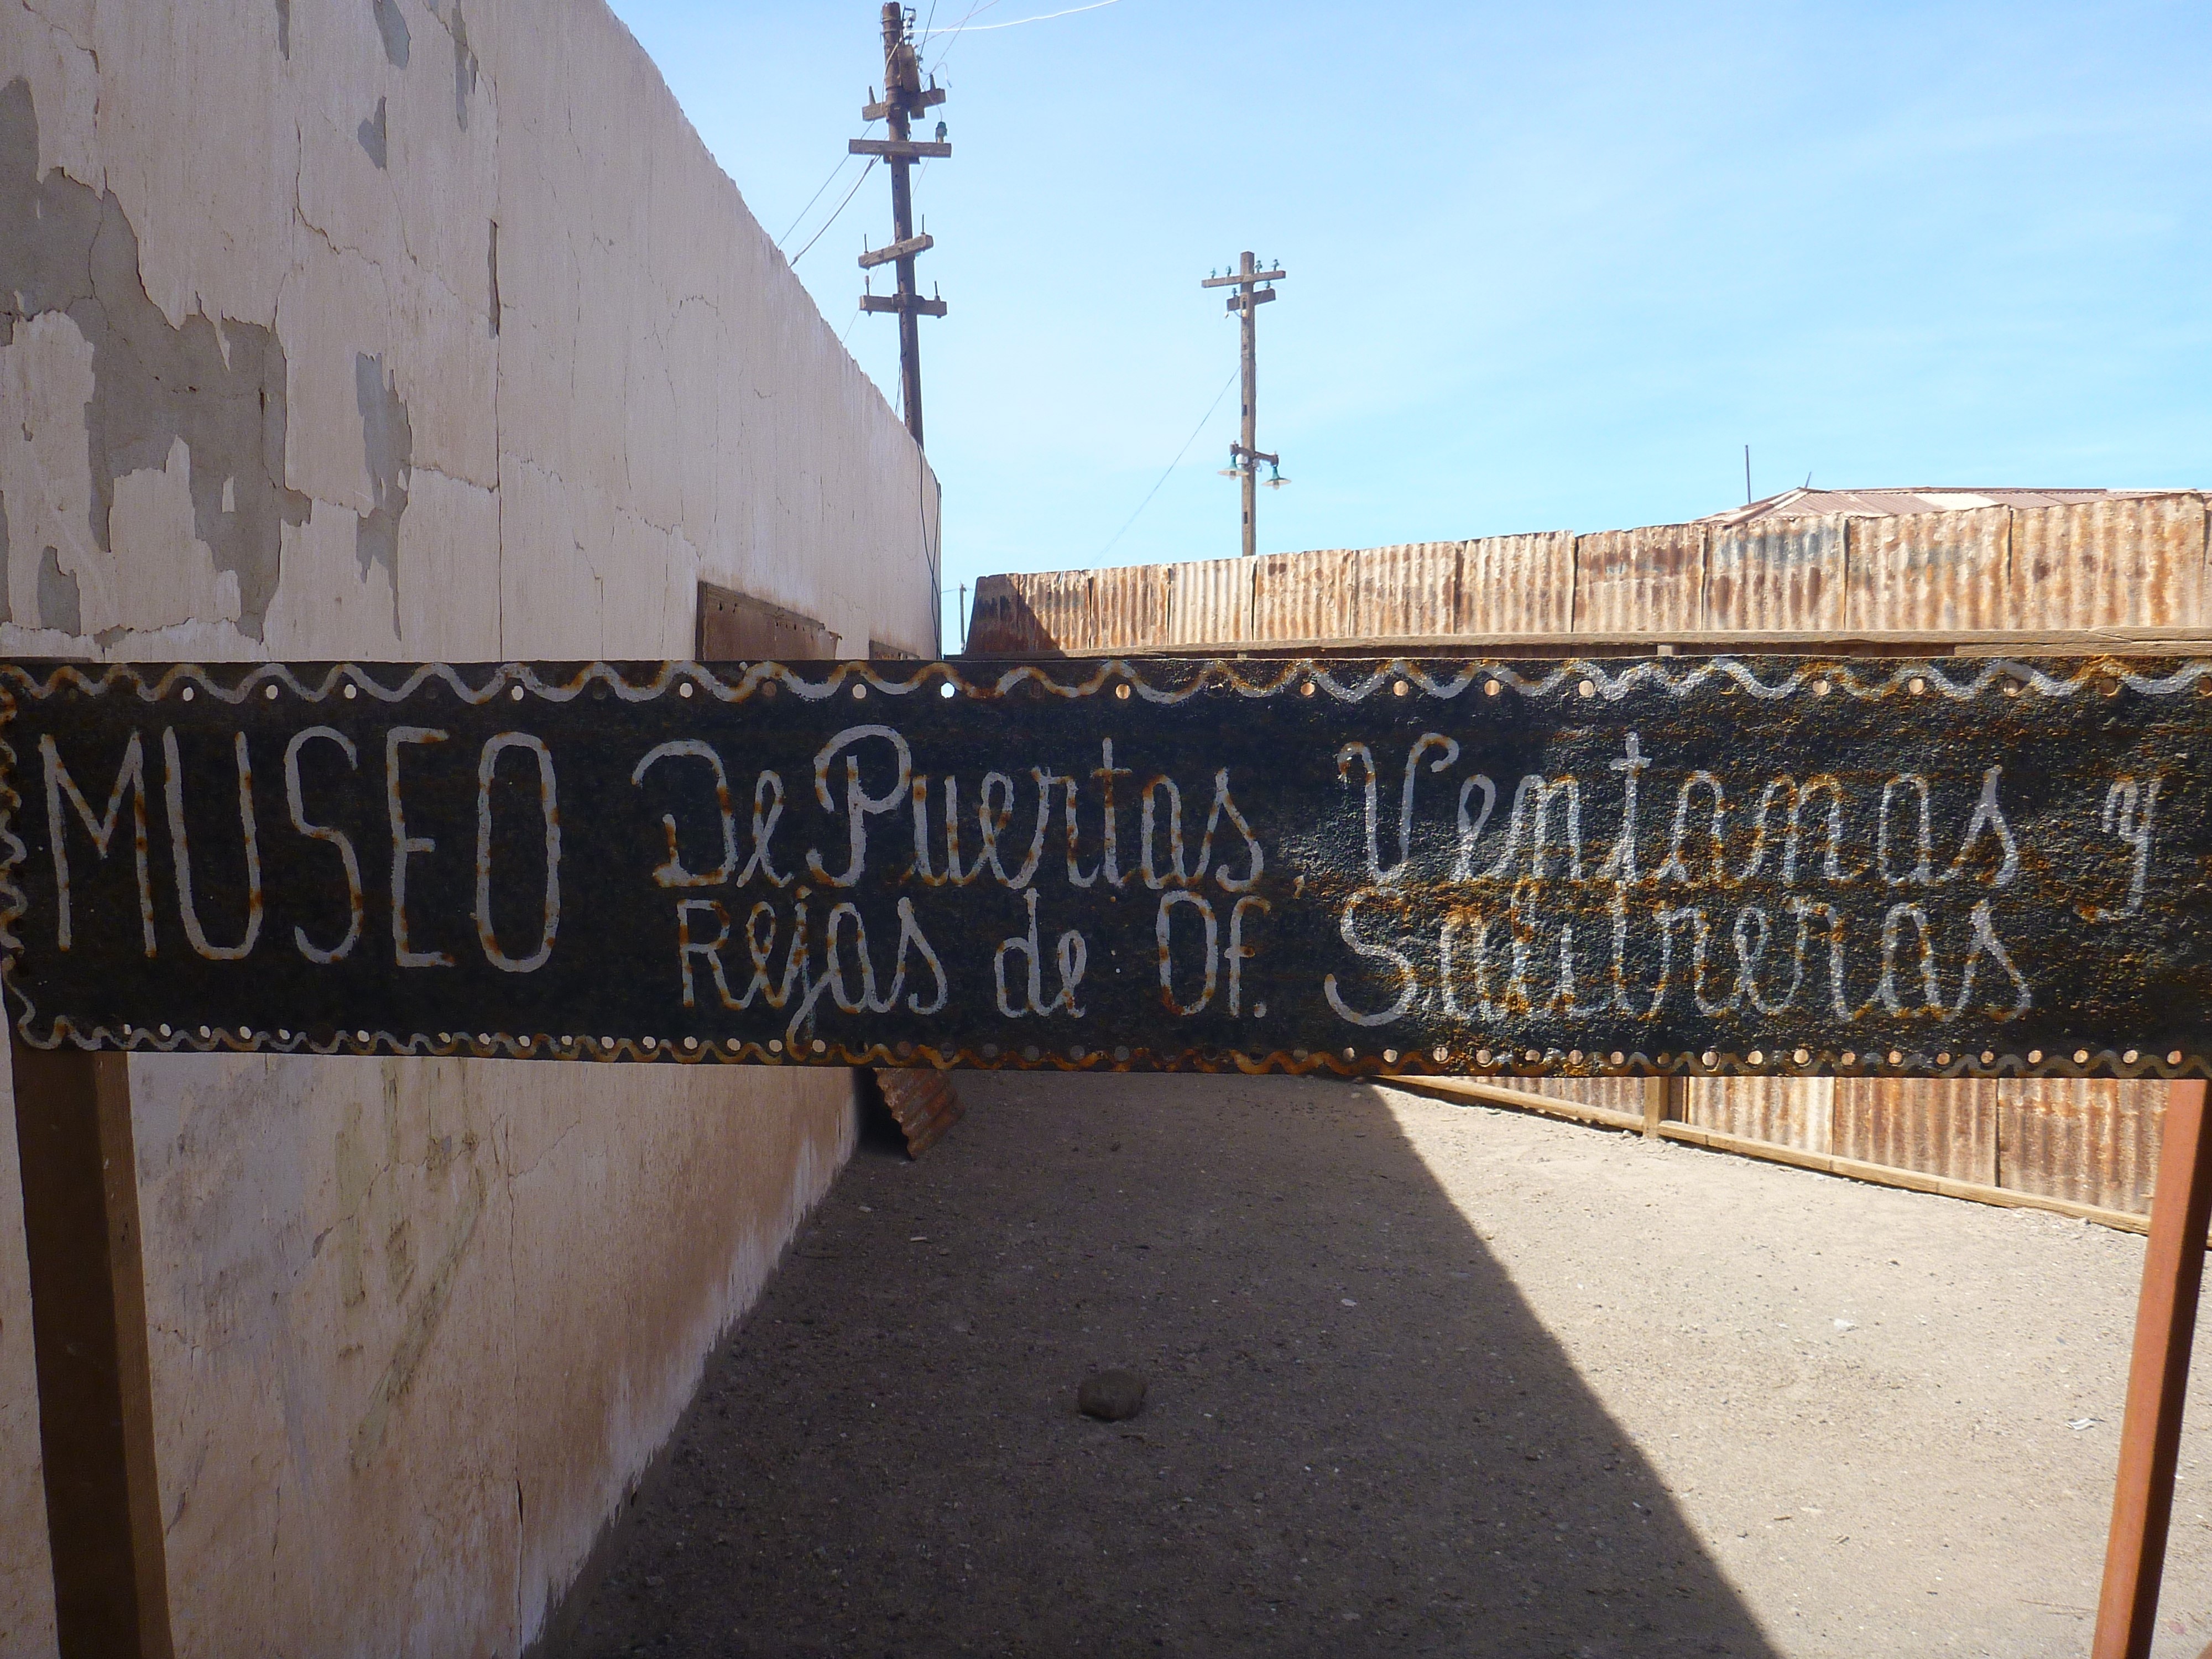 MUSEO De Puertas, Ventanas y
Rejas de Of. Salitreras